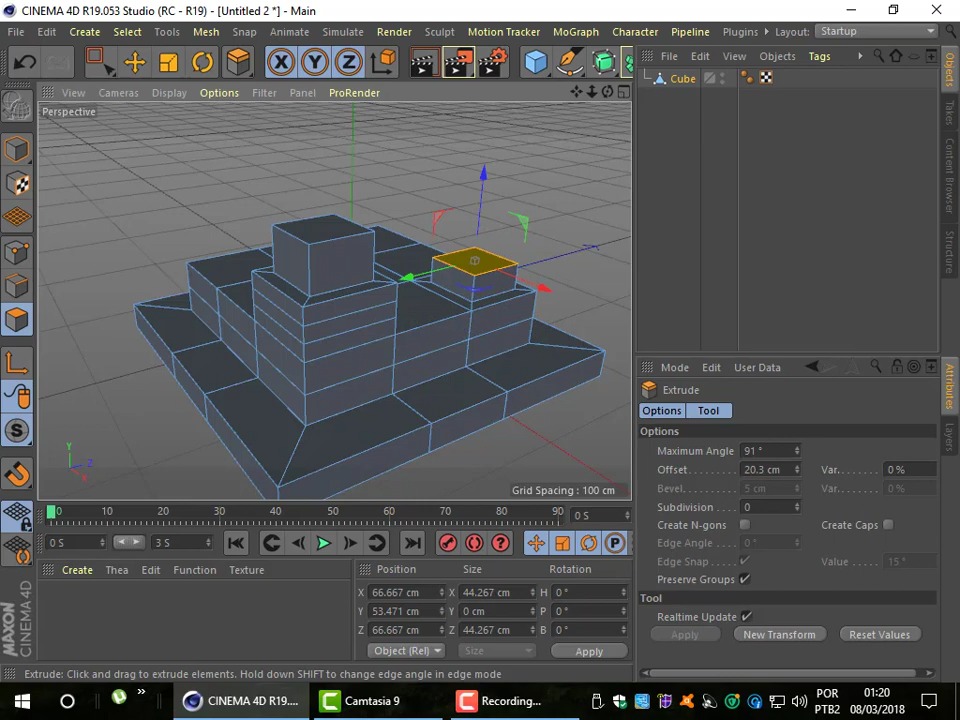 CINEMA 4D R19.053 Studio (RC - R19) - [Untitled 2 *] - Main
File Edit Create Select Tools Mesh Snap Animate Simulate Render Sculpt Motion Tracker MoGraph Character Pipeline Plugins Layout: Startup
X Y Z
File Edit View Objects Tags
View Cameras Display Options Filter Panel ProRender
Cube
Perspective
Objects
Takes
Content Browser
Structure
Y
Z
X
Grid Spacing : 100 cm
Mode Edit User Data
Attributes
Layers
Extrude
Options Tool
Options
Maximum Angle 91 °
Offset 20.3 cm Var. 0 %
Bevel 5 cm Var. 0 %
Subdivision 0
Create N-gons Create Caps
Edge Angle 0 °
Edge Snap Value 15 °
Preserve Groups
Tool
Realtime Update
Apply New Transform Reset Values
0 10 20 30 40 50 60 70 80 90 0 S
0 S 3 S
P
Create Thea Edit Function Texture
Position Size Rotation
X 66.667 cm X 44.267 cm H 0 °
Y 53.471 cm Y 0 cm P 0 °
Z 66.667 cm Z 44.267 cm B 0 °
Object (Rel) Size Apply
MAXON CINEMA 4D
Extrude: Click and drag to extrude elements. Hold down SHIFT to change edge angle in edge mode
CINEMA 4D R19.... Camtasia 9 Recording...
POR
PTB2
01:20
08/03/2018